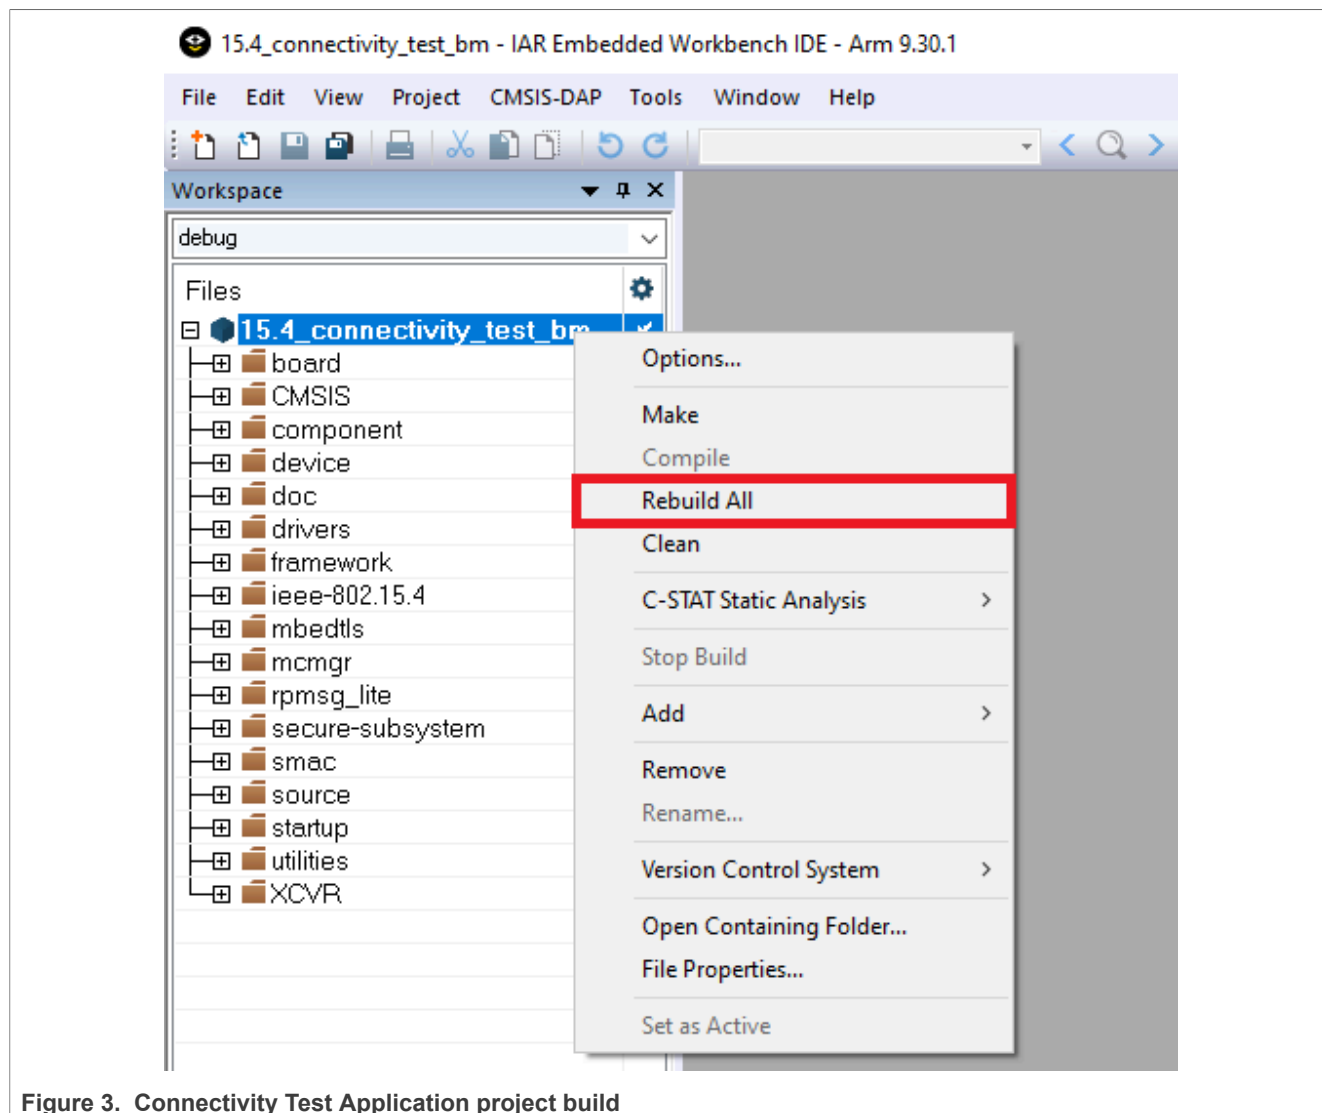 15.4_connectivity_test_bm - IAR Embedded Workbench IDE - Arm 9.30.1
File Edit View Project CMSIS-DAP Tools Window Help
Workspace
debug
Files
15.4_connectivity_test_bm
board
CMSIS
component
device
doc
drivers
framework
ieee-802.15.4
mbedtls
mcmgr
rpmsg_lite
secure-subsystem
smac
source
startup
utilities
XCVR
Options...
Make
Compile
Rebuild All
Clean
C-STAT Static Analysis
Stop Build
Add
Remove
Rename...
Version Control System
Open Containing Folder...
File Properties...
Set as Active
Figure 3. Connectivity Test Application project build